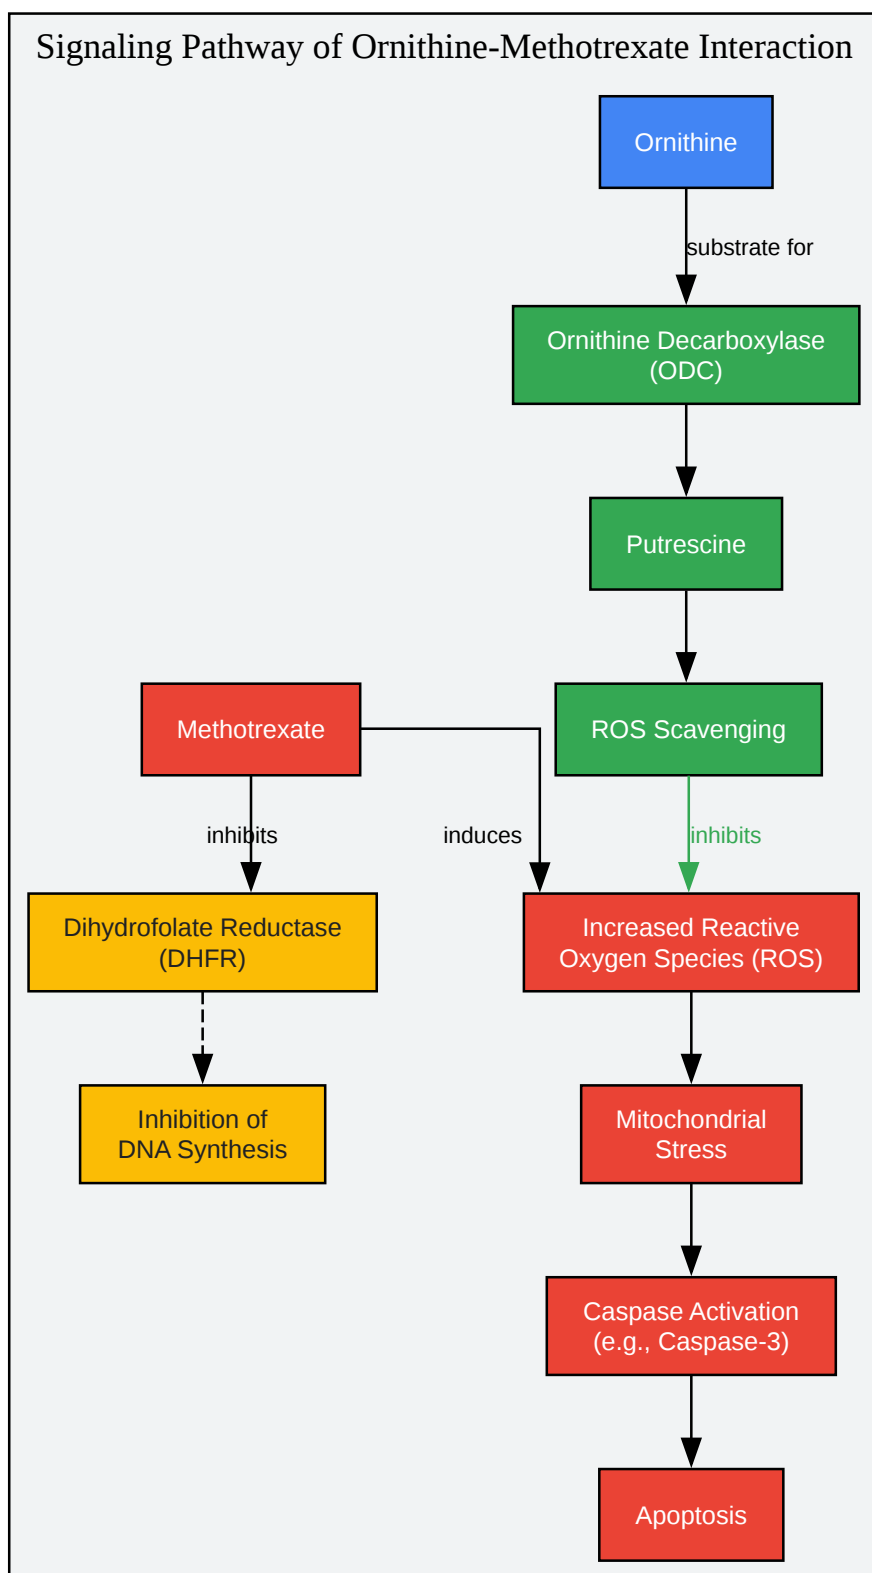 Signaling Pathway of Ornithine-Methotrexate Interaction
Ornithine
substrate for
Ornithine Decarboxylase
(ODC)
Putrescine
Methotrexate
ROS Scavenging
inhibits
induces
inhibits
Dihydrofolate Reductase
(DHFR)
Increased Reactive
Oxygen Species (ROS)
Inhibition of
DNA Synthesis
Mitochondrial
Stress
Caspase Activation
(e.g., Caspase-3)
Apoptosis